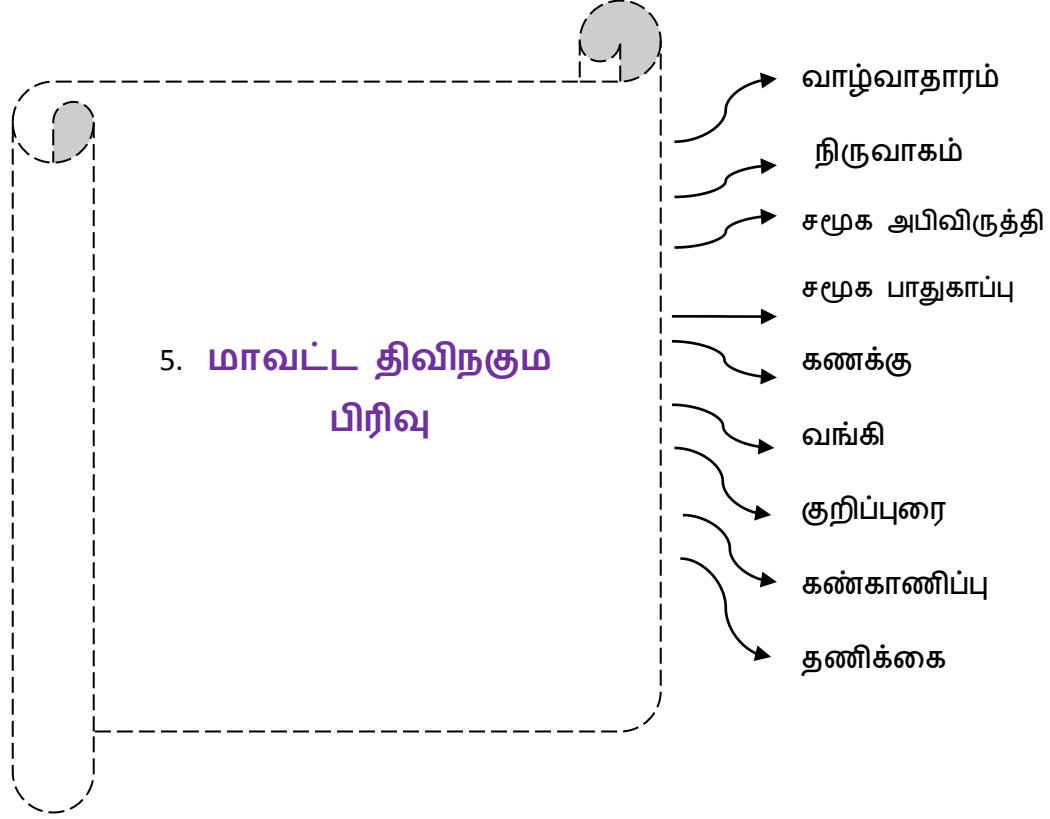 5. மாவட்ட திவிநகும
பிரிவு
வாழ்வாதாரம்
நிருவாகம்
சமூக அபிவிருத்தி
சமூக பாதுகாப்பு
கணக்கு
வங்கி
குறிப்புரை
கண்காணிப்பு
தணிக்கை